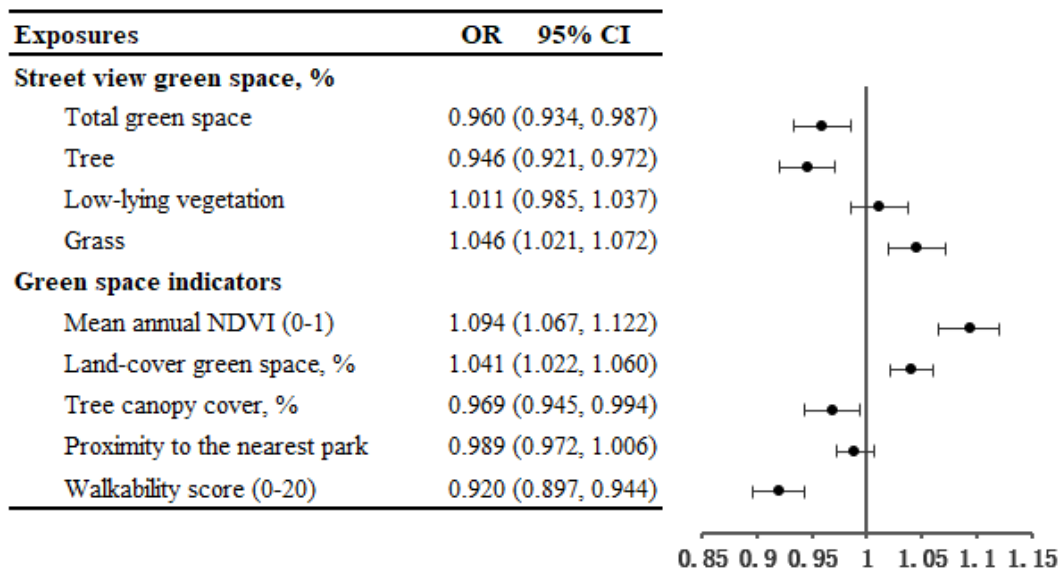 Exposures OR 95% CI
Street view green space, %
Total green space 0.960 (0.934, 0.987)
Tree 0.946 (0.921, 0.972)
Low-lying vegetation 1.011 (0.985, 1.037)
Grass 1.046 (1.021, 1.072)
Green space indicators
Mean annual NDVI (0-1) 1.094 (1.067, 1.122)
Land-cover green space, % 1.041 (1.022, 1.060)
Tree canopy cover, % 0.969 (0.945, 0.994)
Proximity to the nearest park 0.989 (0.972, 1.006)
Walkability score (0-20) 0.920 (0.897, 0.944)
0.85 0.9 0.95 1 1.05 1.1 1.15